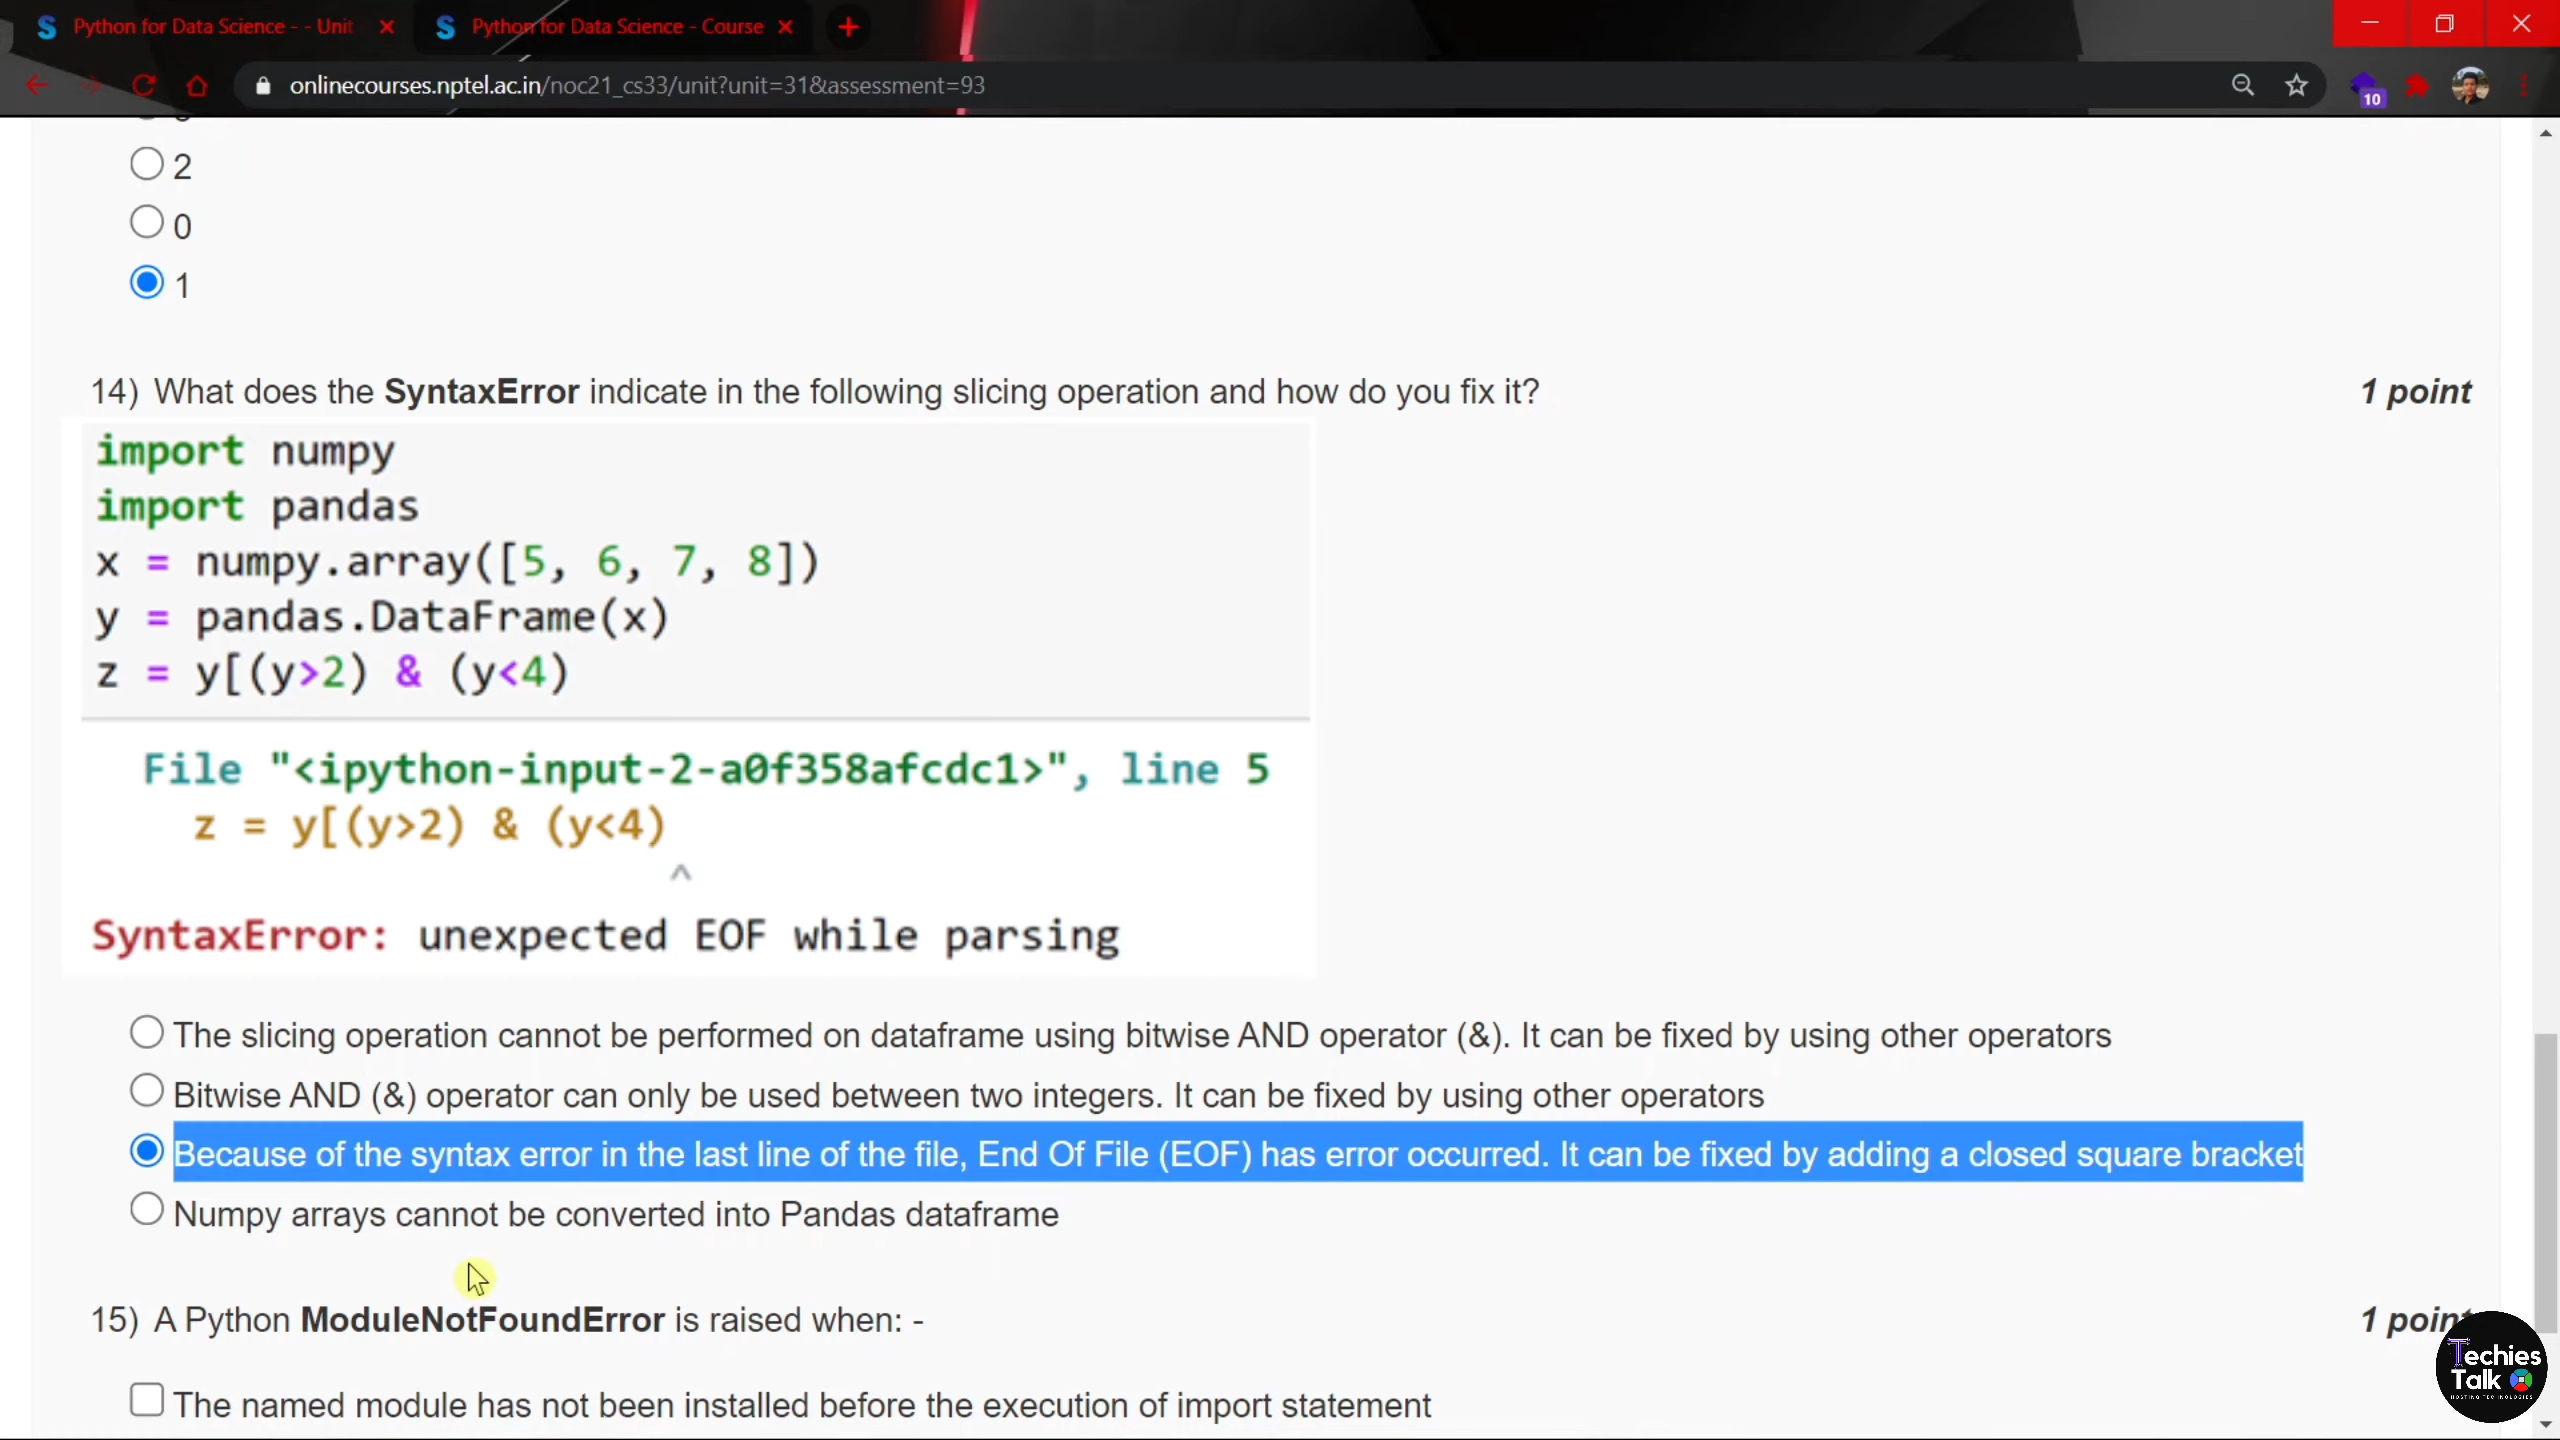 Python for Data Science - - Unit
Python for Data Science - Course
onlinecourses.nptel.ac.in/noc21_cs33/unit?unit=31&assessment=93
10
2
0
1
14) What does the SyntaxError indicate in the following slicing operation and how do you fix it?
1 point
import numpy
import pandas
x = numpy.array([5, 6, 7, 8])
y = pandas.DataFrame(x)
z = y[(y>2) & (y<4)
File "<ipython-input-2-a0f358afcdc1>", line 5
z = y[(y>2) & (y<4)
^
SyntaxError: unexpected EOF while parsing
The slicing operation cannot be performed on dataframe using bitwise AND operator (&). It can be fixed by using other operators
Bitwise AND (&) operator can only be used between two integers. It can be fixed by using other operators
Because of the syntax error in the last line of the file, End Of File (EOF) has error occurred. It can be fixed by adding a closed square bracket
Numpy arrays cannot be converted into Pandas dataframe
15) A Python ModuleNotFoundError is raised when: -
1 point
The named module has not been installed before the execution of import statement
Techies
Talk
HOSTING TECHNOLOGIES